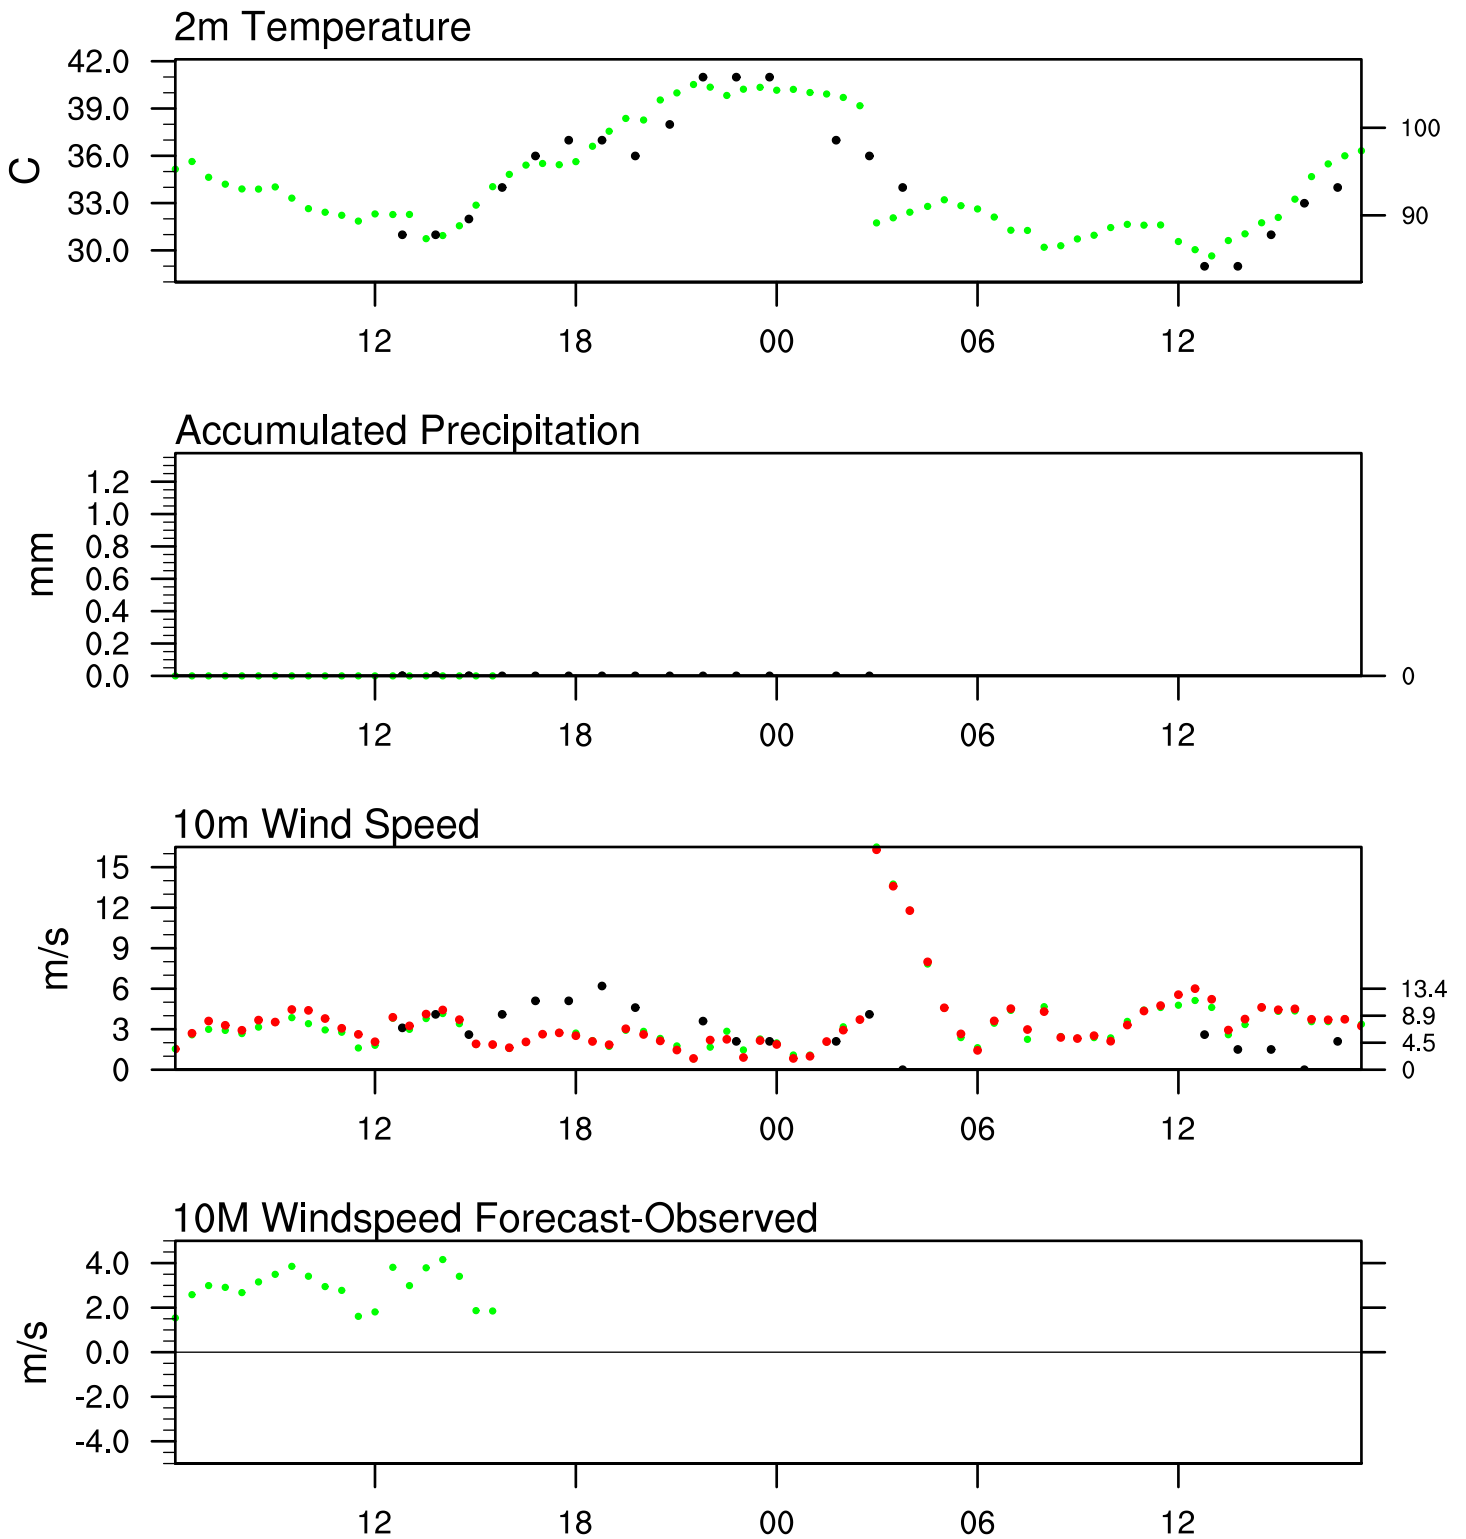 2m Temperature
42.0
39.0
36.0
33.0
30.0
C
100
90
12 18 00 06 12
Accumulated Precipitation
1.2
1.0
0.8
0.6
0.4
0.2
0.0
mm
0
12 18 00 06 12
10m Wind Speed
15
12
9
6
3
0
m/s
13.4
8.9
4.5
0
12 18 00 06 12
10M Windspeed Forecast-Observed
4.0
2.0
0.0
-2.0
-4.0
m/s
12 18 00 06 12